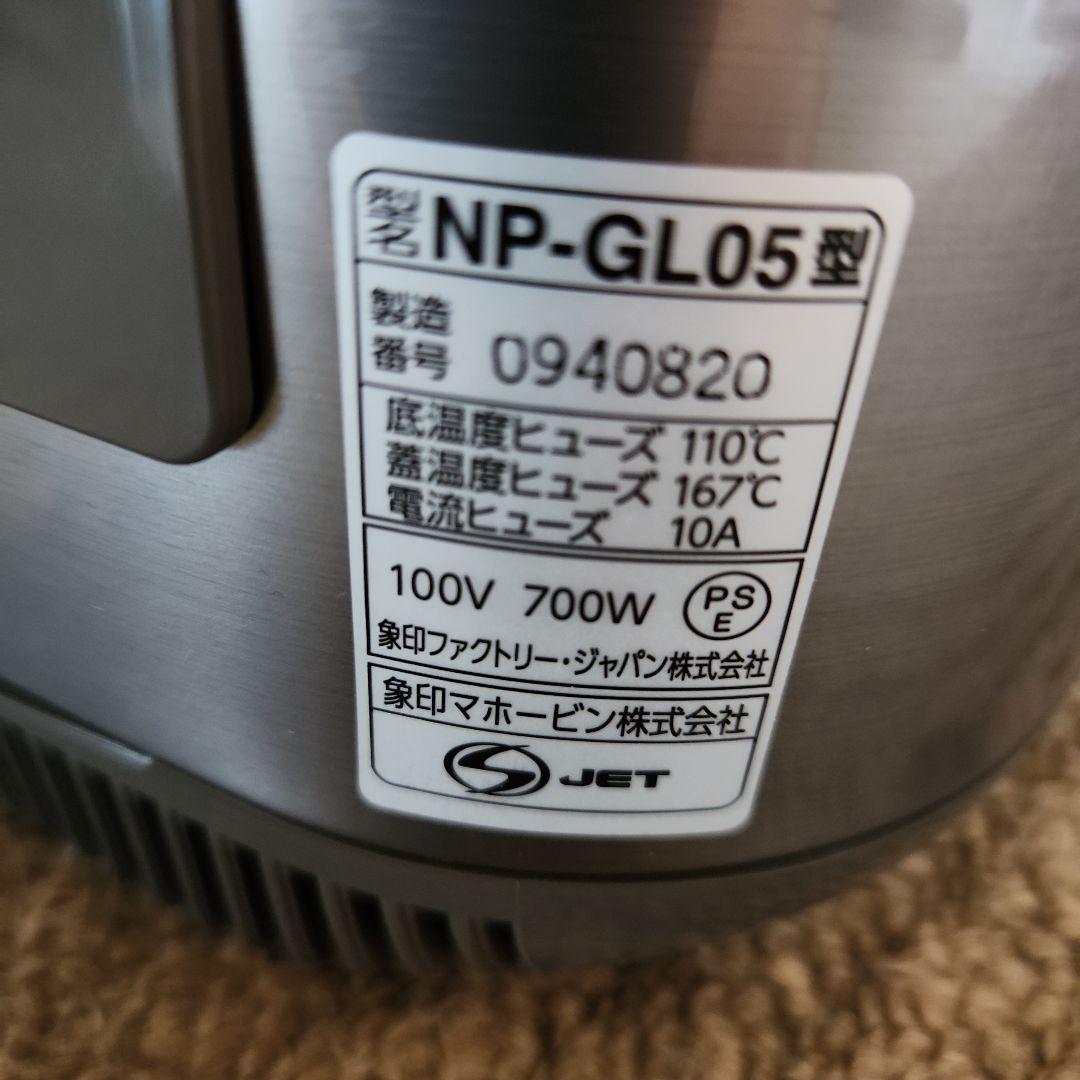 型名 NP-GL05型
製造番号 0940820
底温度ヒューズ 110℃
蓋温度ヒューズ 167℃
電流ヒューズ 10A
100V 700W PSE
象印ファクトリー・ジャパン株式会社
象印マホービン株式会社
S JET